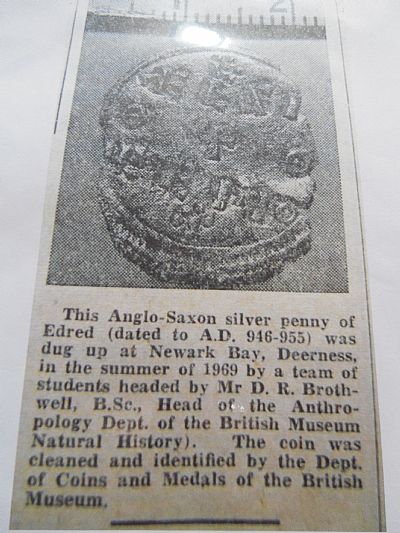 2
This Anglo-Saxon silver penny of
Edred (dated to A.D. 946-955) was
dug up at Newark Bay, Deerness,
in the summer of 1969 by a team of
students headed by Mr D. R. Broth-
well, B.Sc., Head of the Anthro-
pology Dept. of the British Museum
Natural History). The coin was
cleaned and identified by the Dept.
of Coins and Medals of the British
Museum.